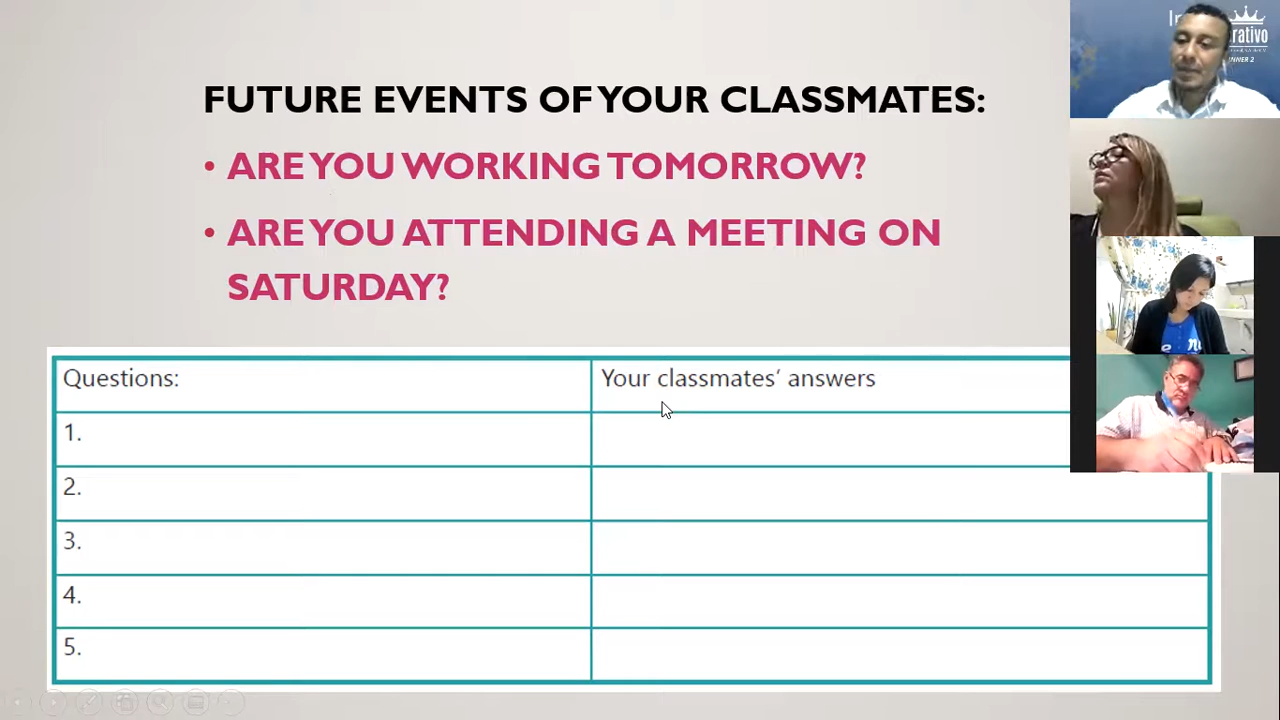 FUTURE EVENTS OF YOUR CLASSMATES:
• ARE YOU WORKING TOMORROW?
• ARE YOU ATTENDING A MEETING ON
SATURDAY?
Questions:
Your classmates' answers
1.
2.
3.
4.
5.